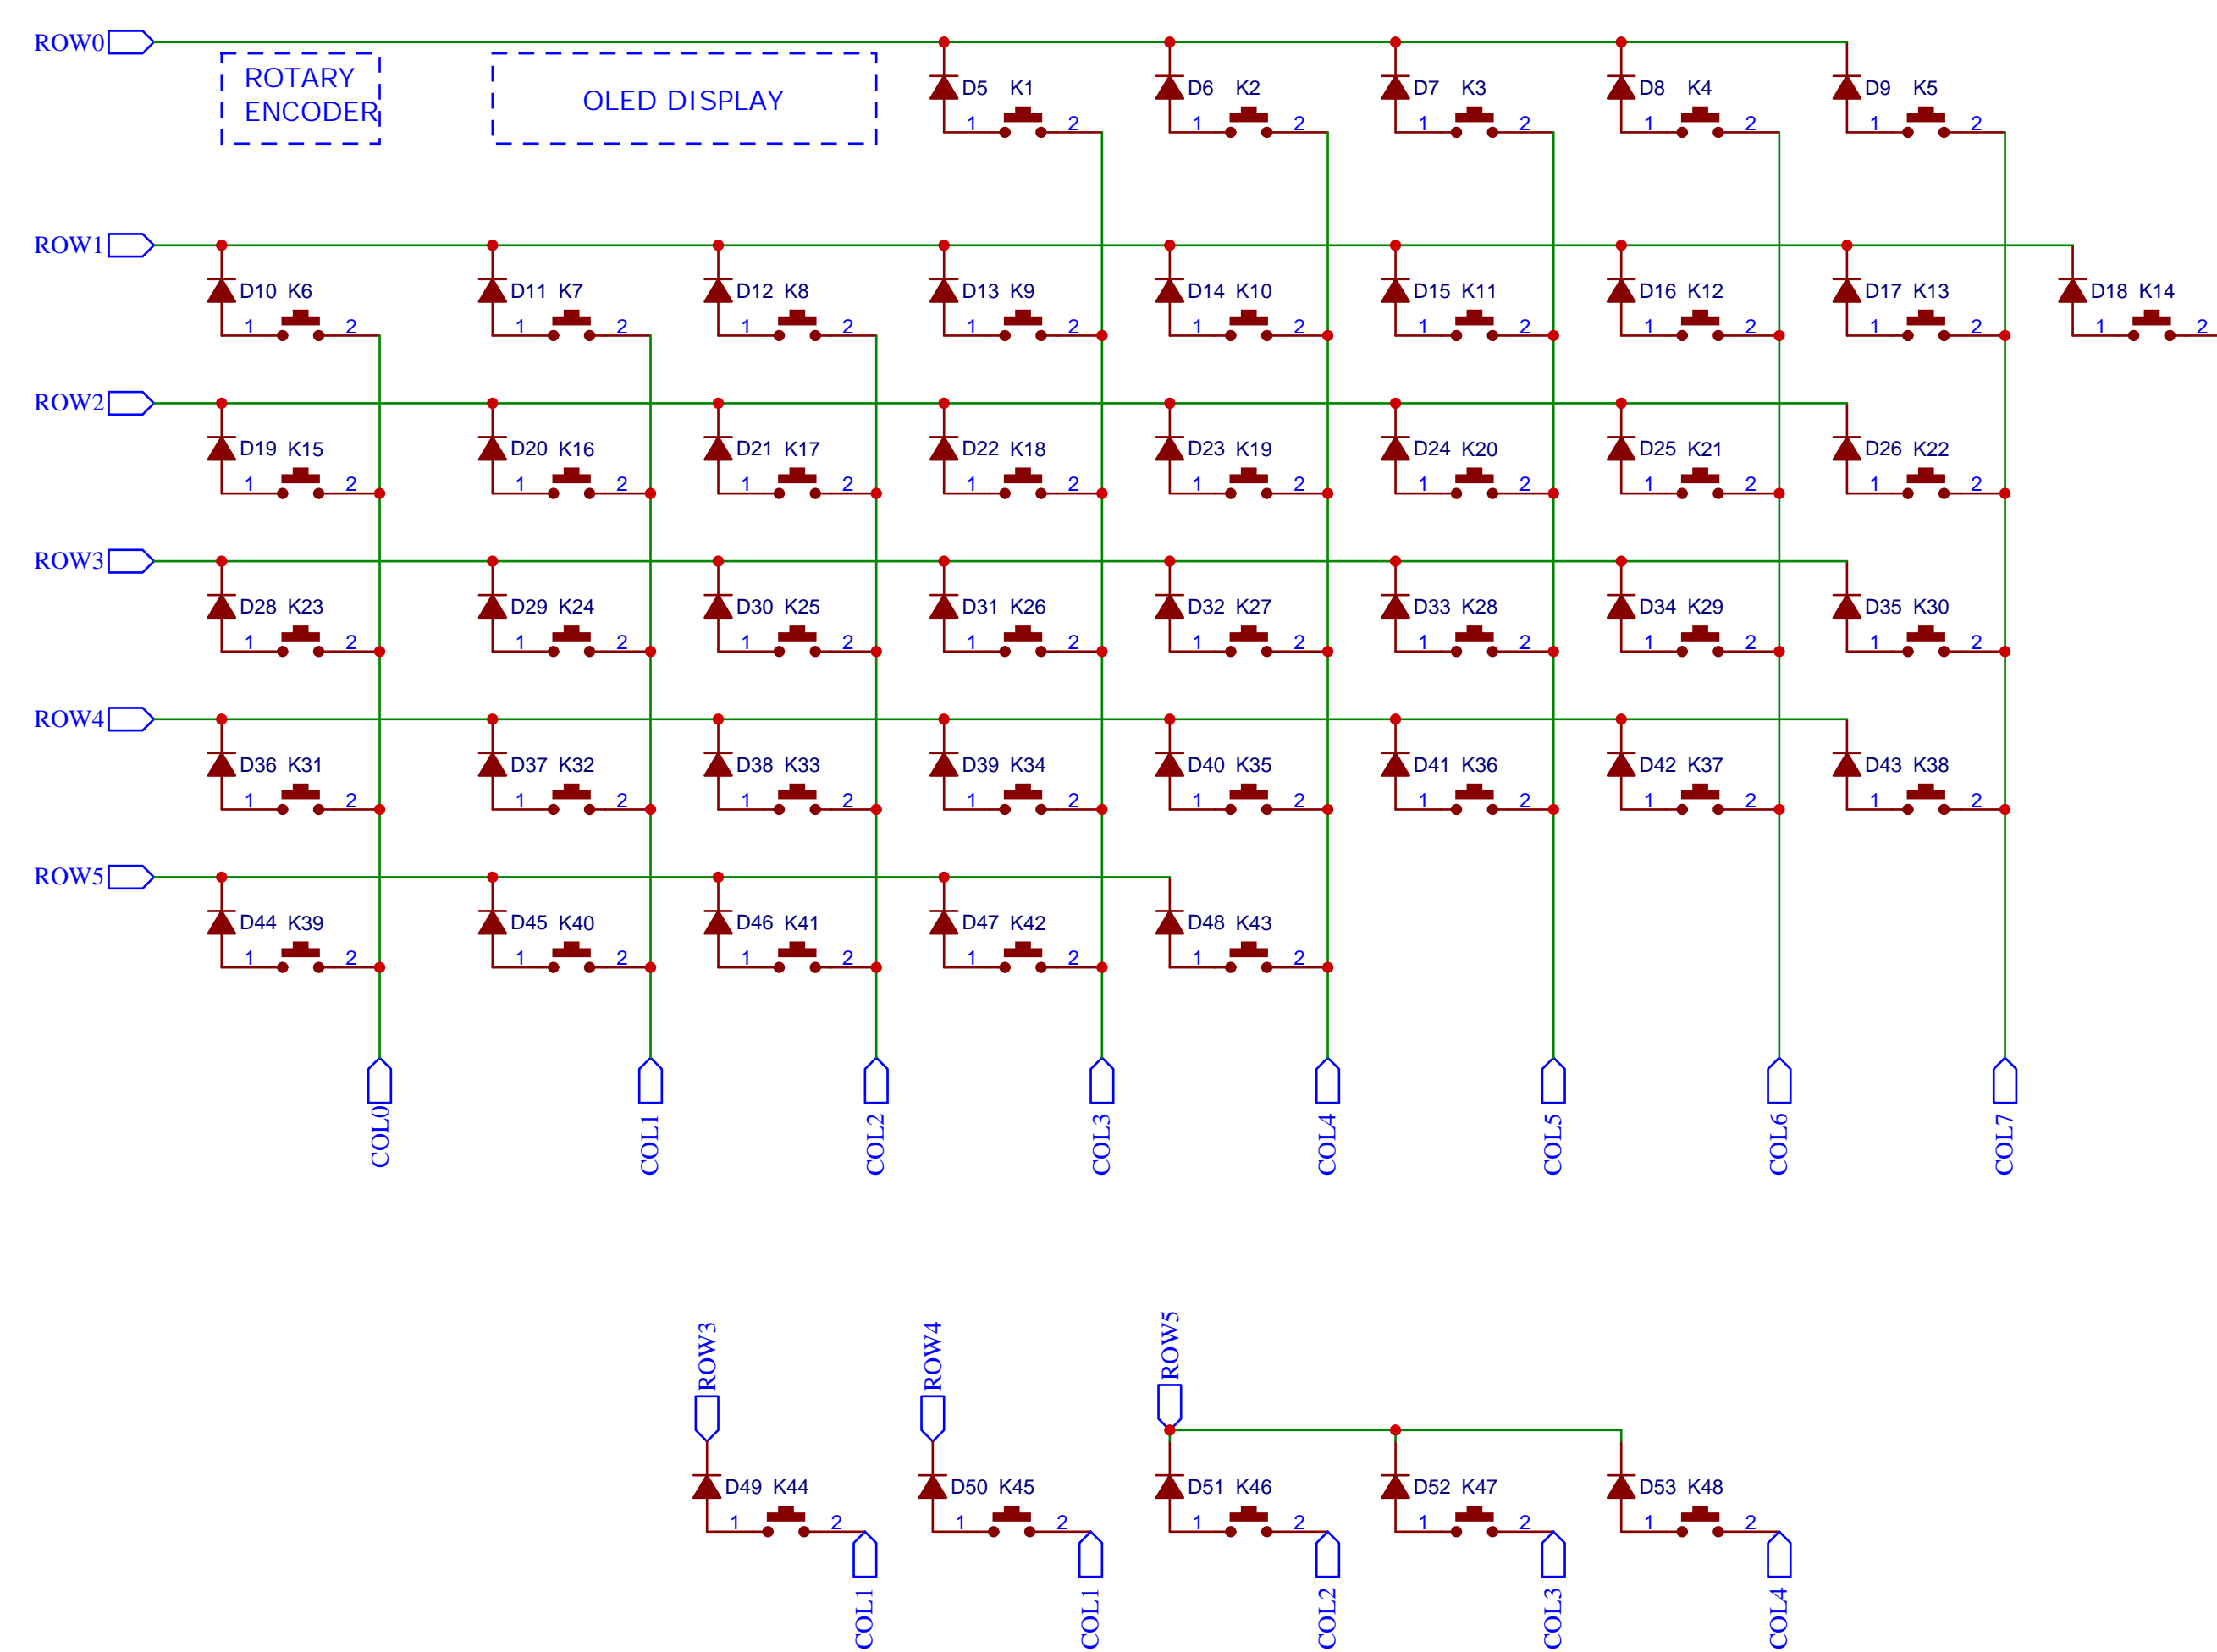 ROW0
ROTARY
ENCODER
OLED DISPLAY
D5 K1 D6 K2 D7 K3 D8 K4 D9 K5
1 2 1 2 1 2 1 2 1 2
ROW1
D10 K6 D11 K7 D12 K8 D13 K9 D14 K10 D15 K11 D16 K12 D17 K13 D18 K14
1 2 1 2 1 2 1 2 1 2 1 2 1 2 1 2 1 2
ROW2
D19 K15 D20 K16 D21 K17 D22 K18 D23 K19 D24 K20 D25 K21 D26 K22
1 2 1 2 1 2 1 2 1 2 1 2 1 2 1 2
ROW3
D28 K23 D29 K24 D30 K25 D31 K26 D32 K27 D33 K28 D34 K29 D35 K30
1 2 1 2 1 2 1 2 1 2 1 2 1 2 1 2
ROW4
D36 K31 D37 K32 D38 K33 D39 K34 D40 K35 D41 K36 D42 K37 D43 K38
1 2 1 2 1 2 1 2 1 2 1 2 1 2 1 2
ROW5
D44 K39 D45 K40 D46 K41 D47 K42 D48 K43
1 2 1 2 1 2 1 2 1 2
COL0 COL1 COL2 COL3 COL4 COL5 COL6 COL7
ROW3 ROW4 ROW5
D49 K44 D50 K45 D51 K46 D52 K47 D53 K48
1 2 1 2 1 2 1 2 1 2
COL1 COL1 COL2 COL3 COL4